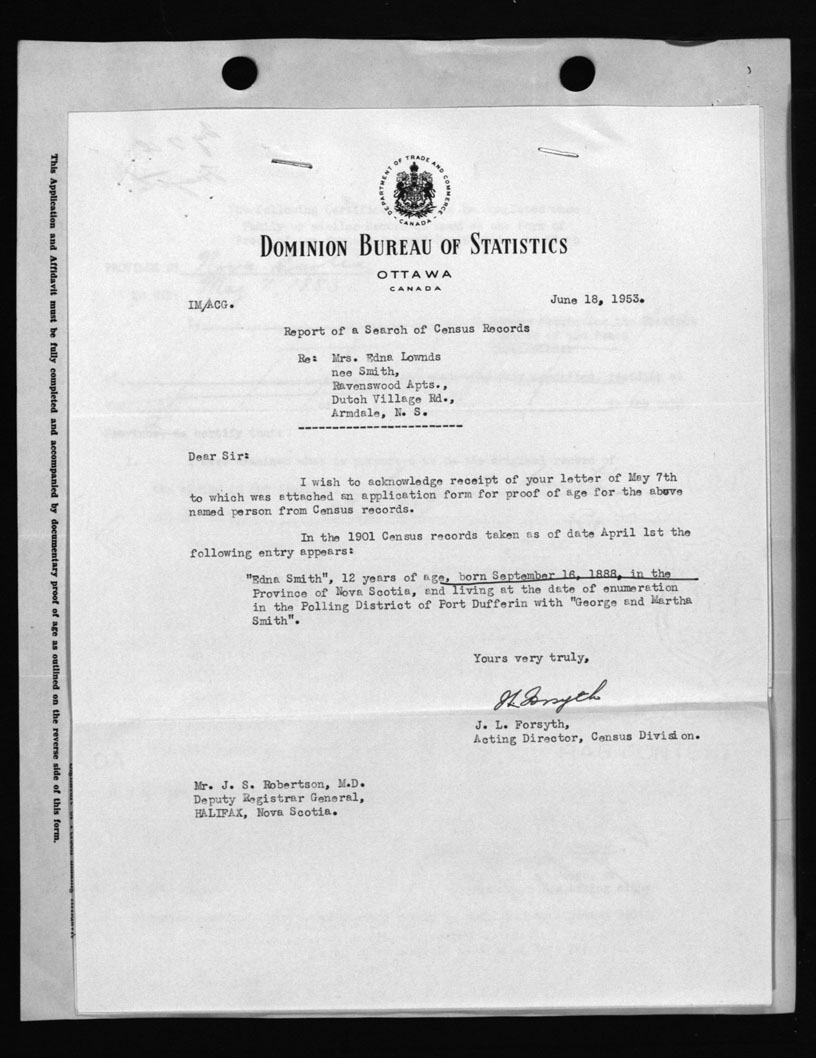 This Application and Affidavit must be fully completed and accompanied by documentary proof of age as outlined on the reverse side of this form.
DEPARTMENT OF TRADE AND COMMERCE
CANADA
DOMINION BUREAU OF STATISTICS
OTTAWA
CANADA
IM/ACG.
June 18, 1953.
Report of a Search of Census Records
Re: Mrs. Edna Lownds
nee Smith,
Ravenswood Apts.,
Dutch Village Rd.,
Armdale, N. S.
Dear Sir:
I wish to acknowledge receipt of your letter of May 7th
to which was attached an application form for proof of age for the above
named person from Census records.
In the 1901 Census records taken as of date April 1st the
following entry appears:
"Edna Smith", 12 years of age, born September 16, 1888, in the
Province of Nova Scotia, and living at the date of enumeration
in the Polling District of Port Dufferin with "George and Martha
Smith".
Yours very truly,
J L Forsyth
J. L. Forsyth,
Acting Director, Census Division.
Mr. J. S. Robertson, M.D.
Deputy Registrar General,
HALIFAX, Nova Scotia.